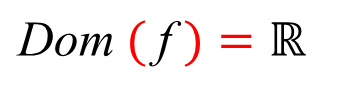 Dom (f) = ℝ